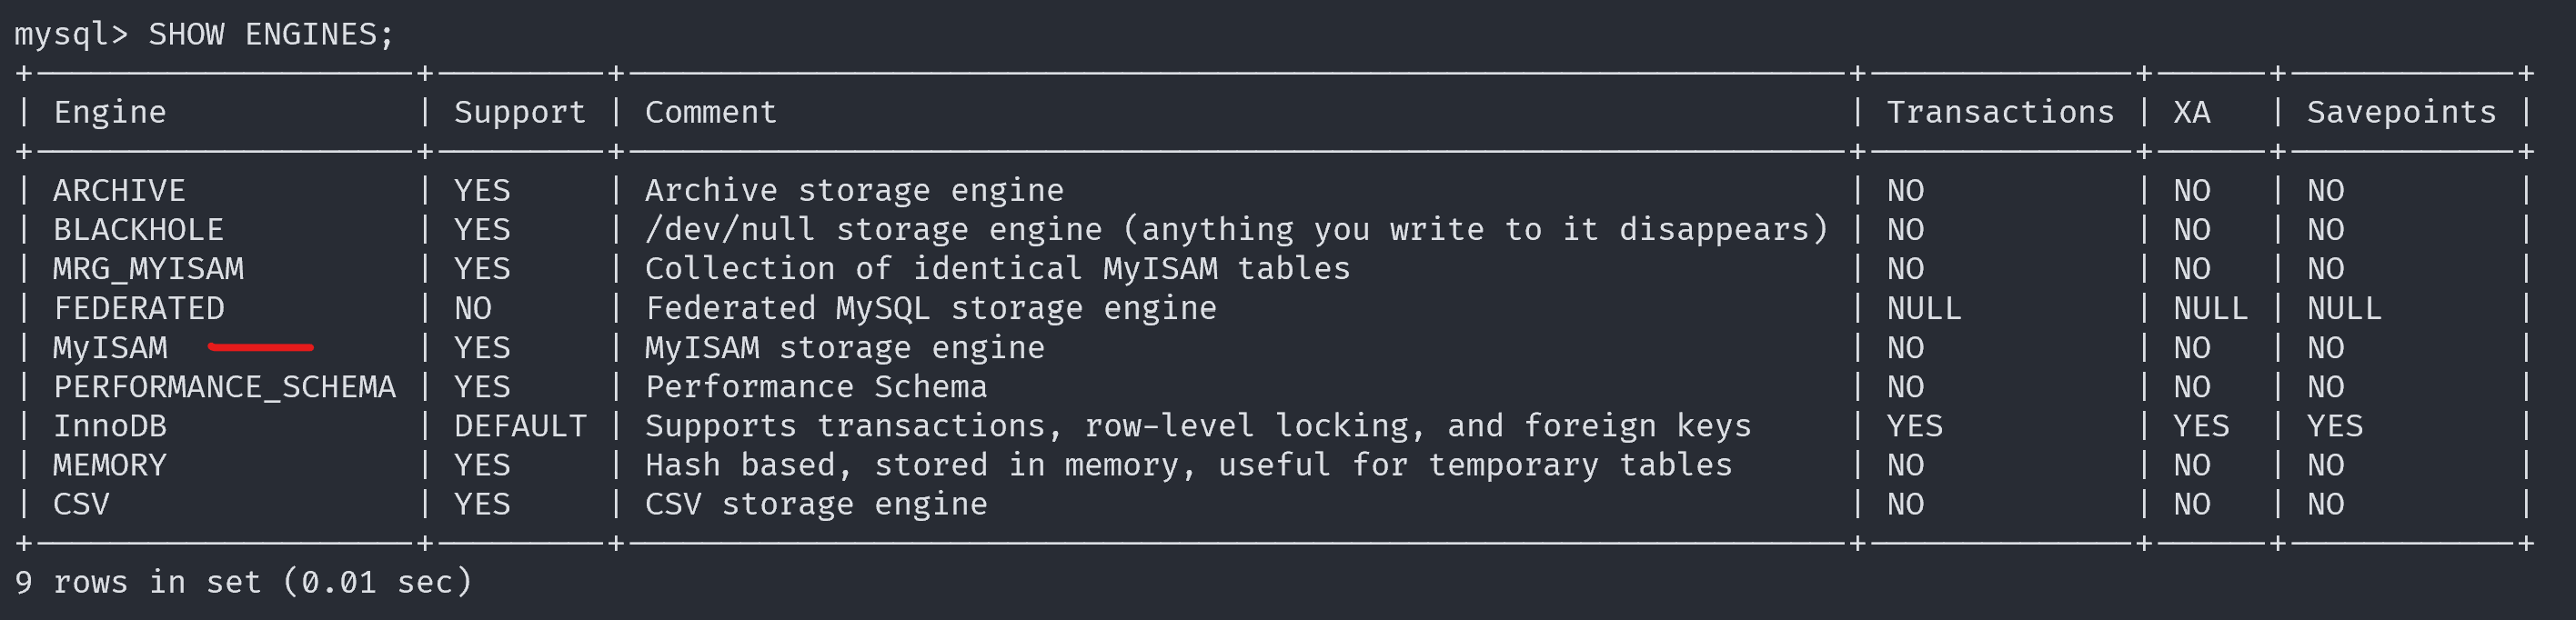 mysql> SHOW ENGINES;
+--------------------+---------+----------------------------------------------------------------+--------------+------+------------+
| Engine             | Support | Comment                                                        | Transactions | XA   | Savepoints |
+--------------------+---------+----------------------------------------------------------------+--------------+------+------------+
| ARCHIVE            | YES     | Archive storage engine                                         | NO           | NO   | NO         |
| BLACKHOLE          | YES     | /dev/null storage engine (anything you write to it disappears) | NO           | NO   | NO         |
| MRG_MYISAM         | YES     | Collection of identical MyISAM tables                          | NO           | NO   | NO         |
| FEDERATED          | NO      | Federated MySQL storage engine                                 | NULL         | NULL | NULL       |
| MyISAM             | YES     | MyISAM storage engine                                          | NO           | NO   | NO         |
| PERFORMANCE_SCHEMA | YES     | Performance Schema                                             | NO           | NO   | NO         |
| InnoDB             | DEFAULT | Supports transactions, row-level locking, and foreign keys     | YES          | YES  | YES        |
| MEMORY             | YES     | Hash based, stored in memory, useful for temporary tables      | NO           | NO   | NO         |
| CSV                | YES     | CSV storage engine                                             | NO           | NO   | NO         |
+--------------------+---------+----------------------------------------------------------------+--------------+------+------------+
9 rows in set (0.01 sec)